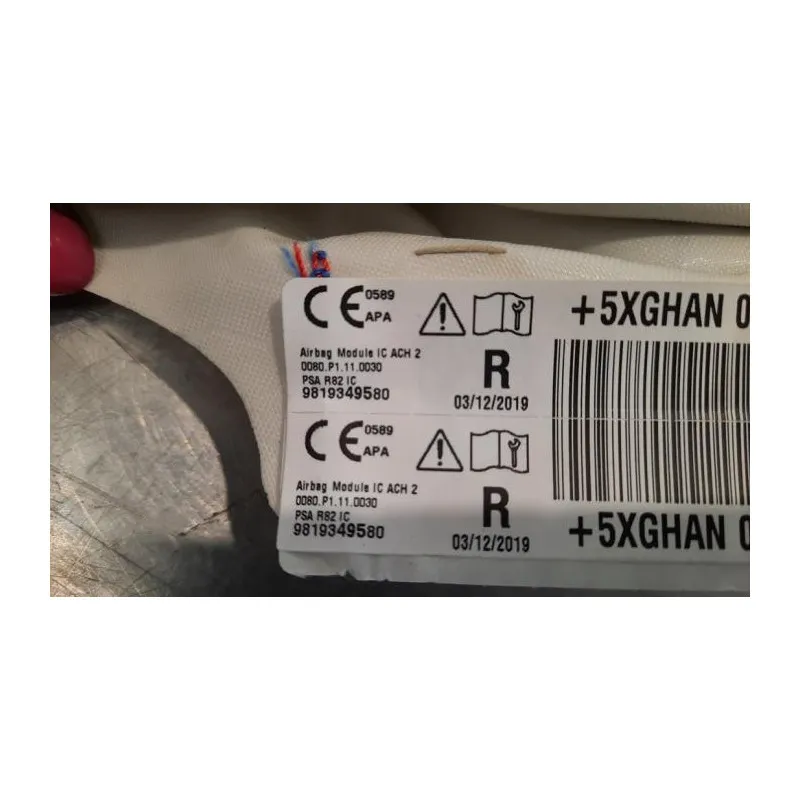 CE 0589
APA
Airbag Module IC ACH 2
0080.P1.11.0030
PSA R82 IC
9819349580
R
03/12/2019
+5XGHAN 0
CE 0589
APA
Airbag Module IC ACH 2
0080.P1.11.0030
PSA R82 IC
9819349580
R
03/12/2019
+5XGHAN 0